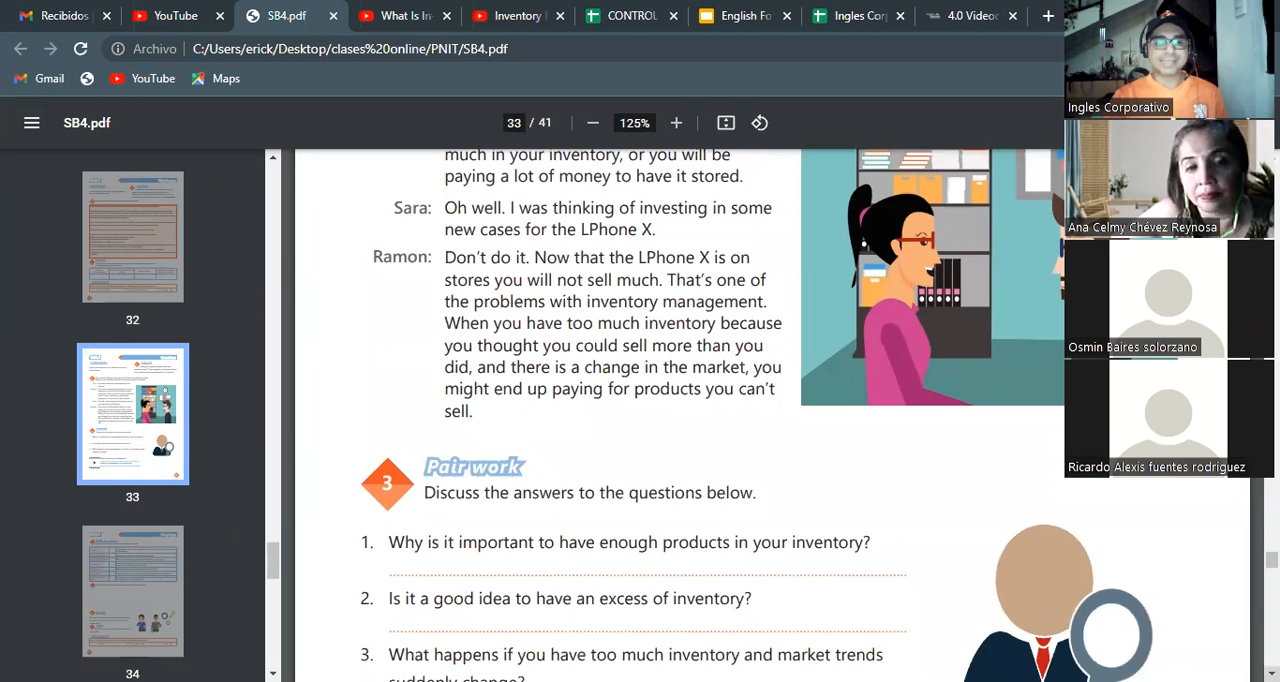 Recibidos
YouTube
SB4.pdf
What Is In
Inventory
CONTROL
English Fo
Ingles Cor
4.0 Videoc
Archivo
C:/Users/erick/Desktop/clases%20online/PNIT/SB4.pdf
Gmail
YouTube
Maps
SB4.pdf
33 / 41
125%
32
33
34
much in your inventory, or you will be
paying a lot of money to have it stored.
Sara: Oh well. I was thinking of investing in some
new cases for the LPhone X.
Ramon: Don't do it. Now that the LPhone X is on
stores you will not sell much. That's one of
the problems with inventory management.
When you have too much inventory because
you thought you could sell more than you
did, and there is a change in the market, you
might end up paying for products you can't
sell.
3
Pair work
Discuss the answers to the questions below.
1. Why is it important to have enough products in your inventory?
2. Is it a good idea to have an excess of inventory?
3. What happens if you have too much inventory and market trends
suddenly change?
Ingles Corporativo
Ana Celmy Chévez Reynosa
Osmin Baires solorzano
Ricardo Alexis fuentes rodriguez